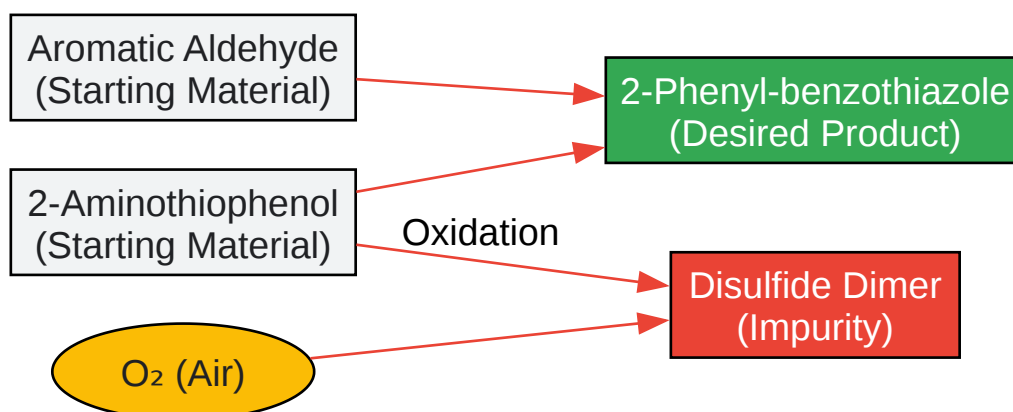 Aromatic Aldehyde
(Starting Material)
2-Phenyl-benzothiazole
(Desired Product)
2-Aminothiophenol
(Starting Material)
Oxidation
Disulfide Dimer
(Impurity)
O₂ (Air)